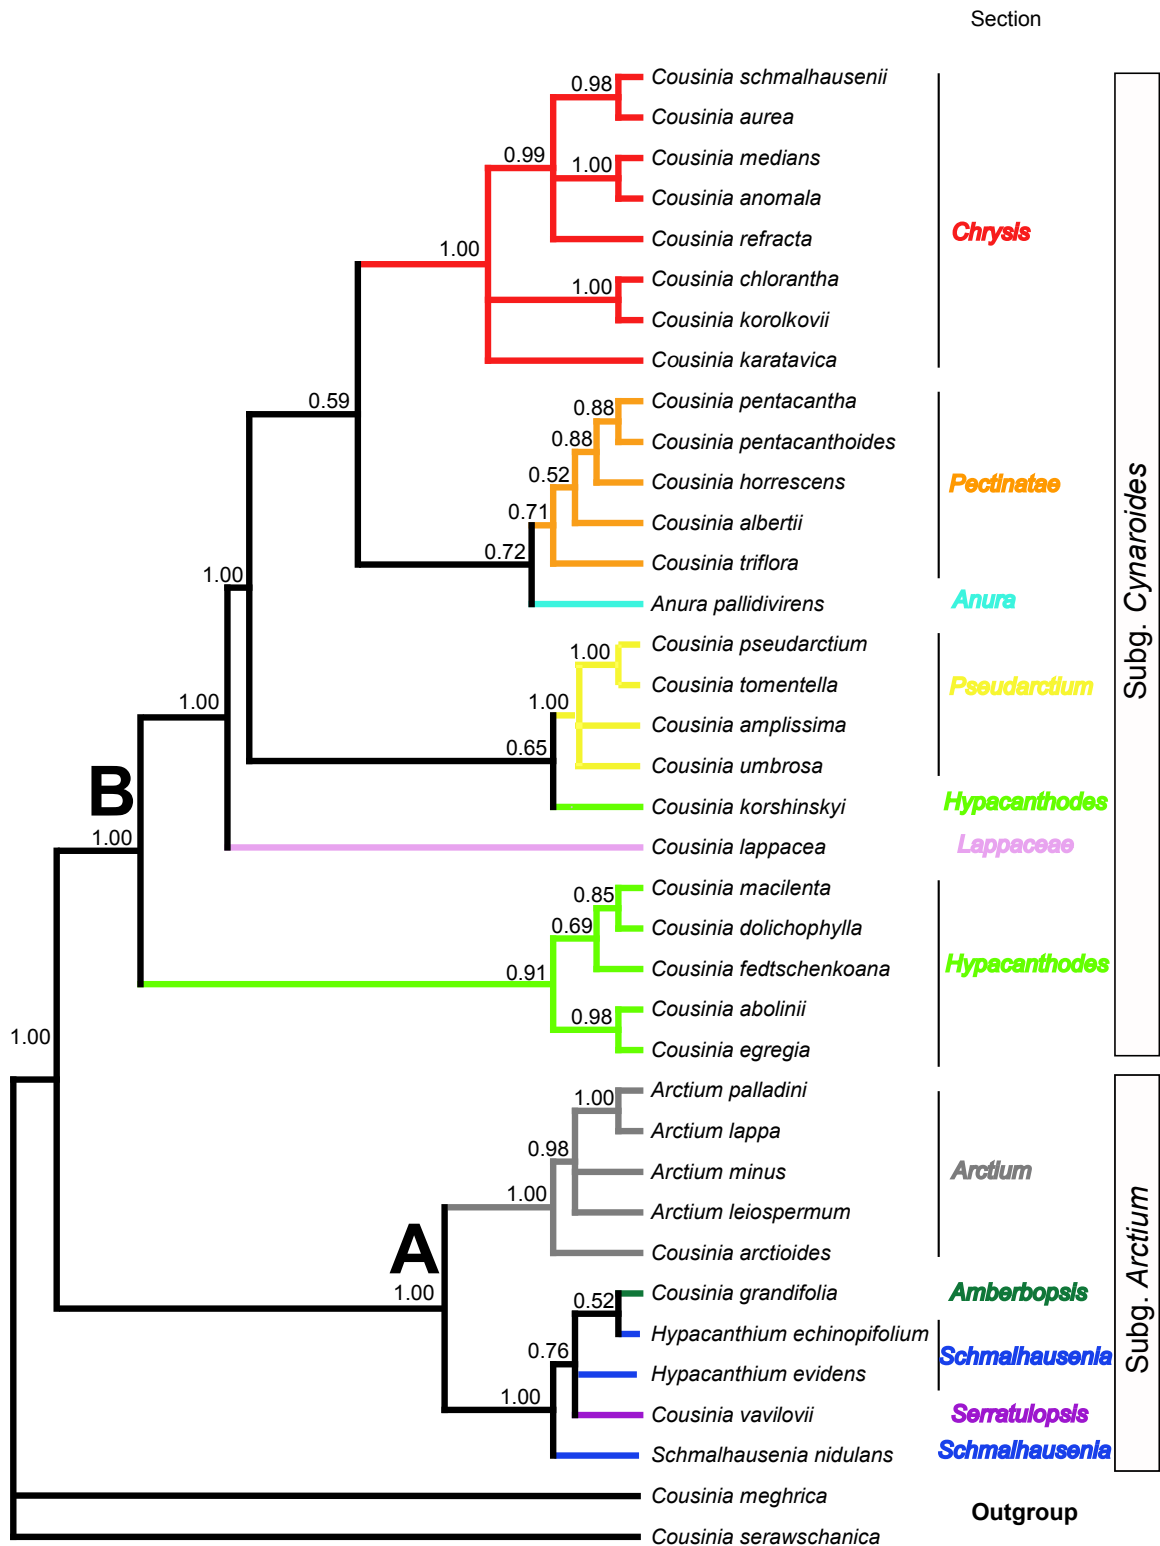 Section
0.98
Cousinia schmalhausenii
Cousinia aurea
0.99
1.00
Cousinia medians
Cousinia anomala
Chrysis
Cousinia refracta
1.00
1.00
Cousinia chlorantha
Cousinia korolkovii
Cousinia karatavica
0.59
0.88
Cousinia pentacantha
0.88
Cousinia pentacanthoides
0.52
Cousinia horrescens
Pectinatae
0.71
Cousinia albertii
0.72
Cousinia triflora
1.00
Anura pallidivirens
Anura
Subg. Cynaroides
1.00
Cousinia pseudarctium
Cousinia tomentella
Pseudarctium
1.00
1.00
Cousinia amplissima
0.65
Cousinia umbrosa
B
Cousinia korshinskyi
Hypacanthodes
1.00
Cousinia lappacea
Lappaceae
0.85
Cousinia macilenta
0.69
Cousinia dolichophylla
0.91
Cousinia fedtschenkoana
Hypacanthodes
0.98
Cousinia abolinii
1.00
Cousinia egregia
1.00
Arctium palladini
Arctium lappa
0.98
Arctium minus
Arctium
1.00
Arctium leiospermum
A
Cousinia arctioides
1.00
0.52
Cousinia grandifolia
Amberbopsis
Subg. Arctium
Hypacanthium echinopifolium
0.76
Schmalhausenia
Hypacanthium evidens
1.00
Cousinia vavilovii
Serratulopsis
Schmalhausenia nidulans
Schmalhausenia
Cousinia meghrica
Outgroup
Cousinia serawschanica